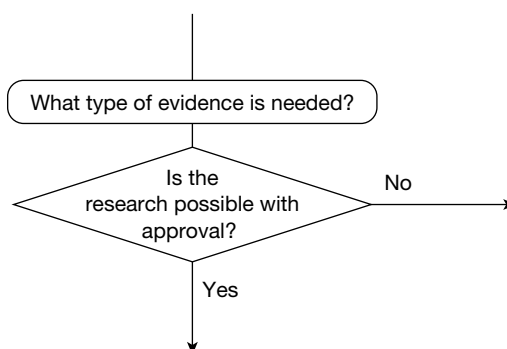 What type of evidence is needed?
Is the
research possible with
approval?
No
Yes